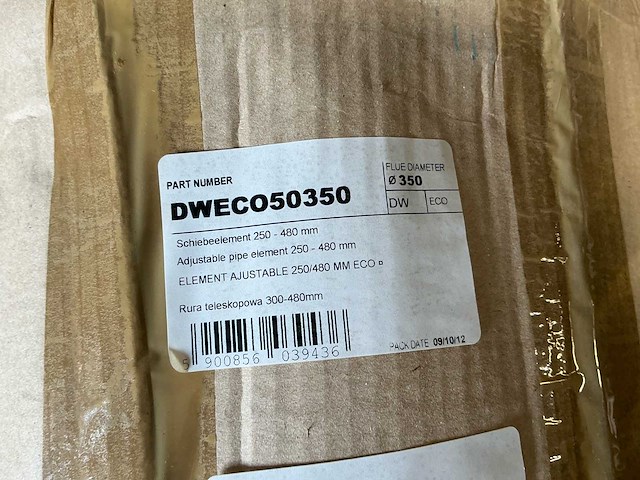 PART NUMBER
DWECO50350
FLUE DIAMETER
ø 350
DW ECO
Schiebeelement 250 - 480 mm
Adjustable pipe element 250 - 480 mm
ELEMENT AJUSTABLE 250/480 MM ECO ¤
Rura teleskopowa 300-480mm
5 900856 039436
PACK DATE 09/10/12